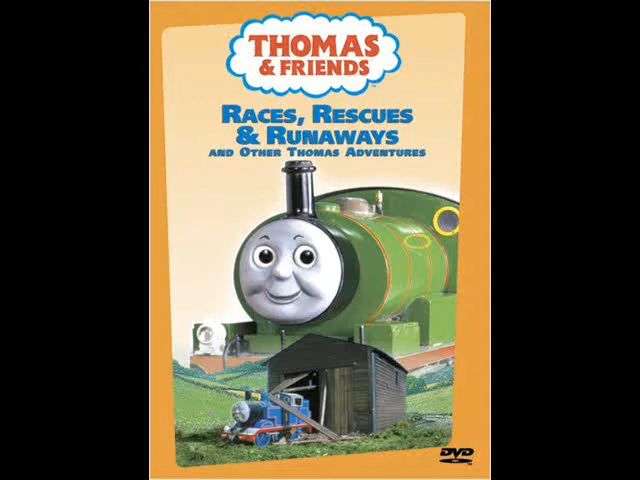 THOMAS
& FRIENDS
RACES, RESCUES
& RUNAWAYS
AND OTHER THOMAS ADVENTURES
DVD